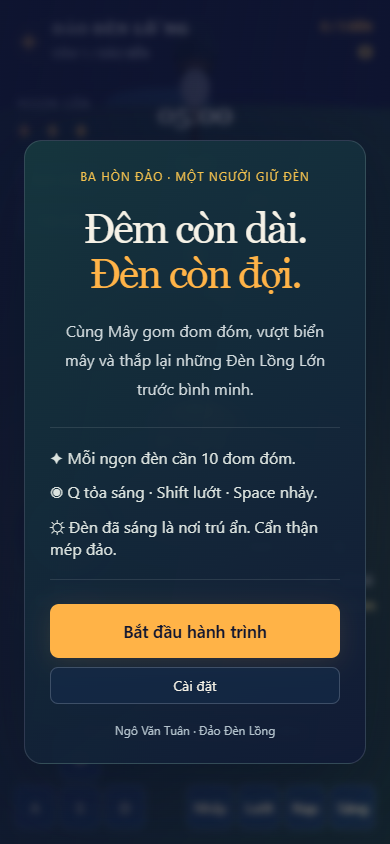 05:00
BA HÒN ĐẢO · MỘT NGƯỜI GIỮ ĐÈN
Đêm còn dài.
Đèn còn đợi.
Cùng Mây gom đom đóm, vượt biển
mây và thắp lại những Đèn Lồng Lớn
trước bình minh.
✦ Mỗi ngọn đèn cần 10 đom đóm.
◉ Q tỏa sáng · Shift lướt · Space nhảy.
☼ Đèn đã sáng là nơi trú ẩn. Cẩn thận
mép đảo.
Bắt đầu hành trình
Cài đặt
Ngô Văn Tuân · Đảo Đèn Lồng